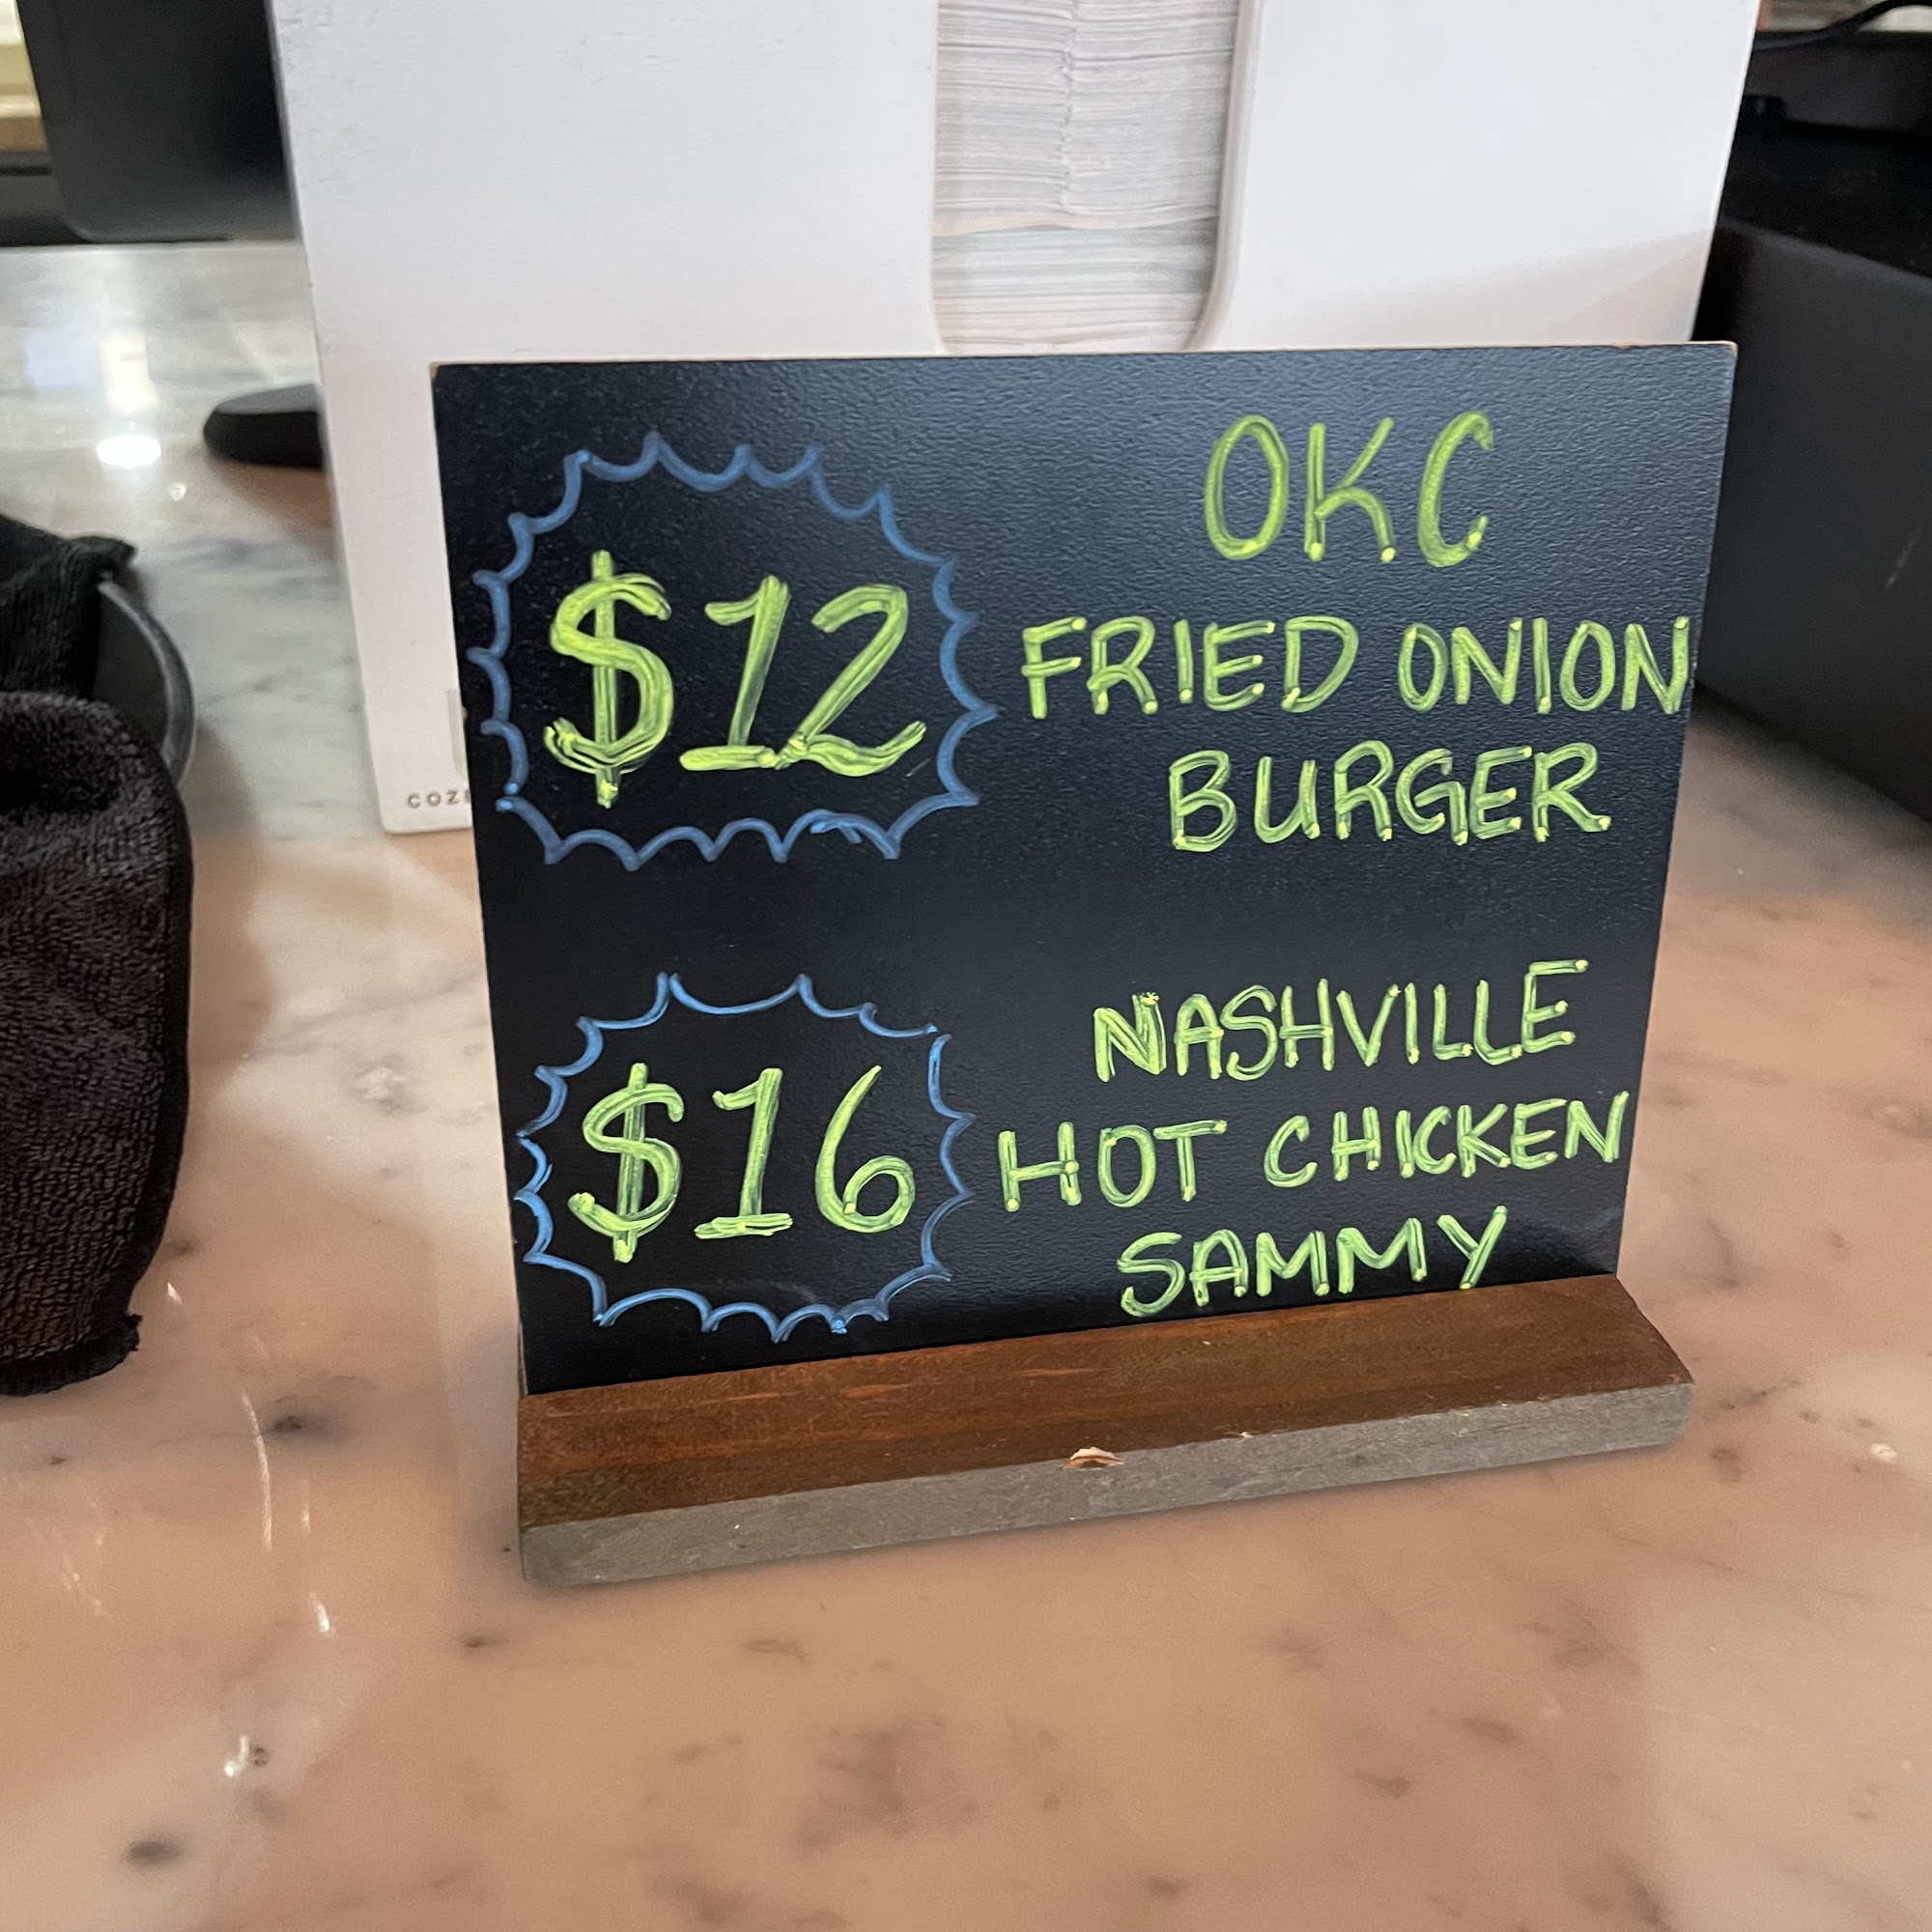 $12
OKC
FRIED ONION
BURGER
$16
NASHVILLE
HOT CHICKEN
SAMMY